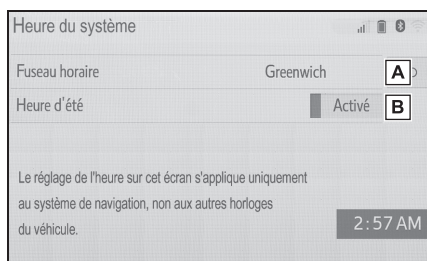 Heure du système
Fuseau horaire Greenwich A
Heure d'été Activé B
Le réglage de l'heure sur cet écran s'applique uniquement
au système de navigation, non aux autres horloges
du véhicule.
2:57 AM